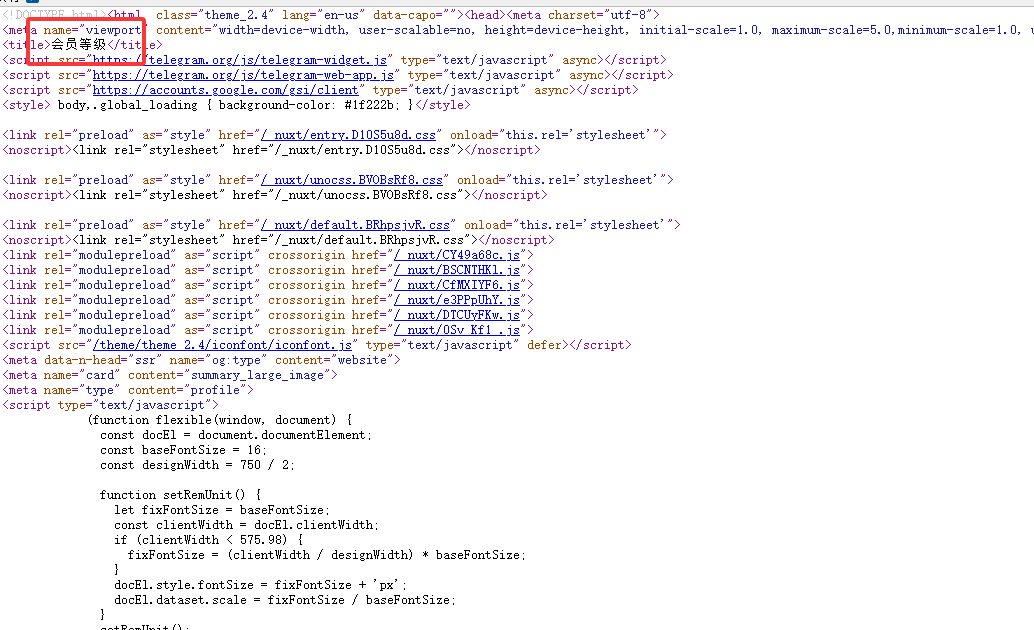 <!DOCTYPE html><html  class="theme_2.4" lang="en-us" data-capo=""><head><meta charset="utf-8">
<meta name="viewport" content="width=device-width, user-scalable=no, height=device-height, initial-scale=1.0, maximum-scale=5.0,minimum-scale=1.0,
<title>会员等级</title>
<script src="https://telegram.org/js/telegram-widget.js" type="text/javascript" async></script>
<script src="https://telegram.org/js/telegram-web-app.js" type="text/javascript" async></script>
<script src="https://accounts.google.com/gsi/client" type="text/javascript" async></script>
<style> body,.global_loading { background-color: #1f222b; }</style>
<link rel="preload" as="style" href="/_nuxt/entry.D10S5u8d.css" onload="this.rel='stylesheet'">
<noscript><link rel="stylesheet" href="/_nuxt/entry.D10S5u8d.css"></noscript>
<link rel="preload" as="style" href="/_nuxt/unocss.BVOBsRf8.css" onload="this.rel='stylesheet'">
<noscript><link rel="stylesheet" href="/_nuxt/unocss.BVOBsRf8.css"></noscript>
<link rel="preload" as="style" href="/_nuxt/default.BRhpsjvR.css" onload="this.rel='stylesheet'">
<noscript><link rel="stylesheet" href="/_nuxt/default.BRhpsjvR.css"></noscript>
<link rel="modulepreload" as="script" crossorigin href="/_nuxt/CY49a68c.js">
<link rel="modulepreload" as="script" crossorigin href="/_nuxt/BSCNTHKl.js">
<link rel="modulepreload" as="script" crossorigin href="/_nuxt/CfMXIYF6.js">
<link rel="modulepreload" as="script" crossorigin href="/_nuxt/e3PPpUhY.js">
<link rel="modulepreload" as="script" crossorigin href="/_nuxt/DTCUyFKw.js">
<link rel="modulepreload" as="script" crossorigin href="/_nuxt/0Sv_Kf1_.js">
<script src="/theme/theme_2.4/iconfont/iconfont.js" type="text/javascript" defer></script>
<meta data-n-head="ssr" name="og:type" content="website">
<meta name="card" content="summary_large_image">
<meta name="type" content="profile">
<script type="text/javascript">
(function flexible(window, document) {
const docEl = document.documentElement;
const baseFontSize = 16;
const designWidth = 750 / 2;
function setRemUnit() {
let fixFontSize = baseFontSize;
const clientWidth = docEl.clientWidth;
if (clientWidth < 575.98) {
fixFontSize = (clientWidth / designWidth) * baseFontSize;
}
docEl.style.fontSize = fixFontSize + 'px';
docEl.dataset.scale = fixFontSize / baseFontSize;
}
setRemUnit();